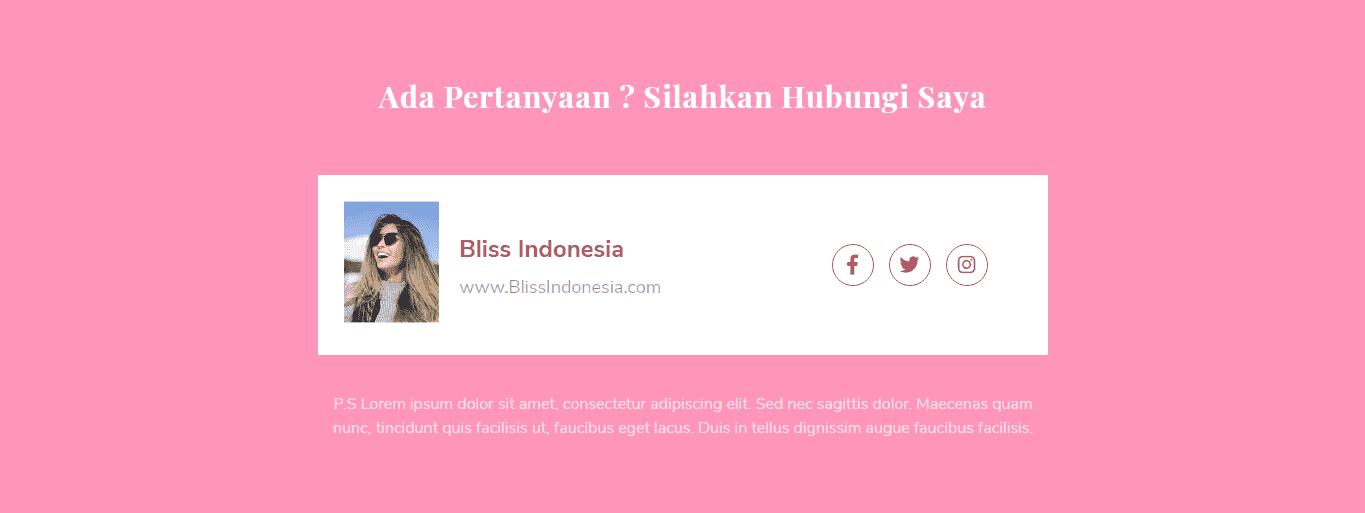 Ada Pertanyaan ? Silahkan Hubungi Saya
Bliss Indonesia
www.BlissIndonesia.com
P.S Lorem ipsum dolor sit amet, consectetur adipiscing elit. Sed nec sagittis dolor. Maecenas quam
nunc, tincidunt quis facilisis ut, faucibus eget lacus. Duis in tellus dignissim augue faucibus facilisis.